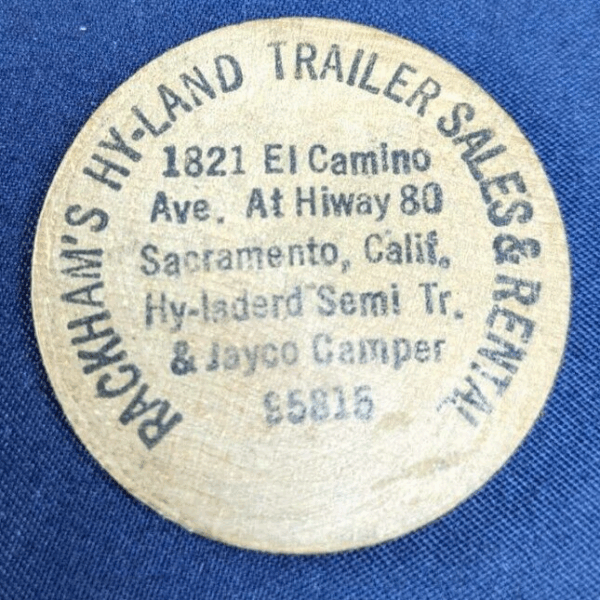 RACKHAM'S HY-LAND TRAILER SALES & RENTAL
1821 El Camino
Ave. At Hiway 80
Sacramento, Calif.
Hy-laderd Semi Tr.
& Jayco Camper
95815